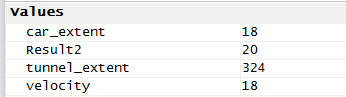 Values
car_extent 18
Result2 20
tunnel_extent 324
velocity 18